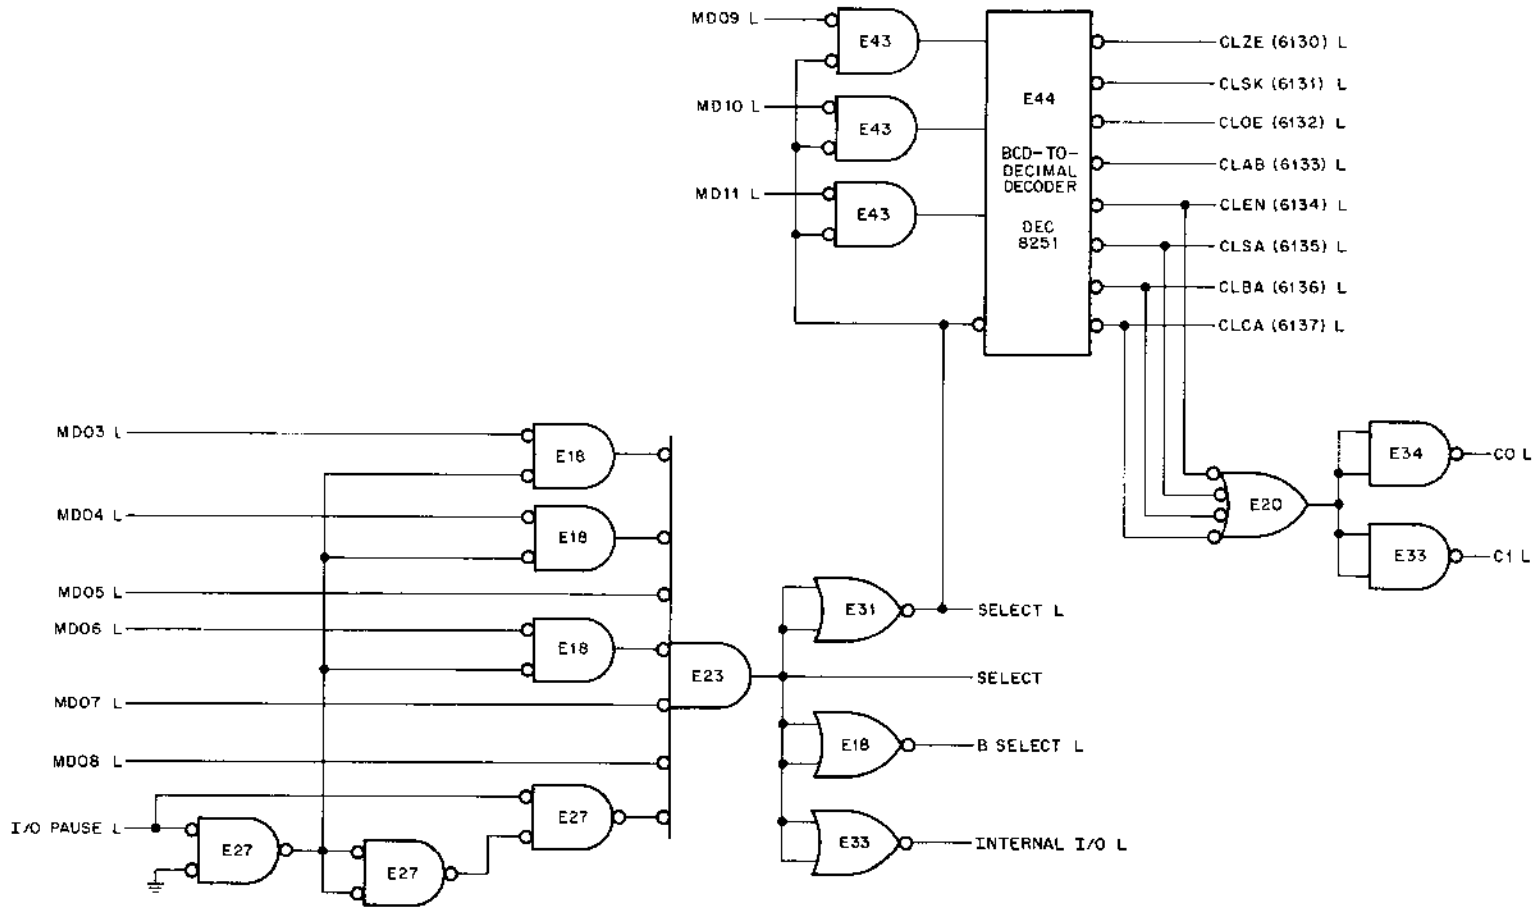 MD09 L
E43
MD10 L
E43
MD11 L
E43
E44
BCD-TO-
DECIMAL
DECODER
DEC
8251
CLZE (6130) L
CLSK (6131) L
CLOE (6132) L
CLAB (6133) L
CLEN (6134) L
CLSA (6135) L
CLBA (6136) L
CLCA (6137) L
MD03 L
E18
MD04 L
E18
MD05 L
MD06 L
E18
MD07 L
MD08 L
I/O PAUSE L
E27
E27
E27
E23
E31
SELECT L
SELECT
E18
B SELECT L
E33
INTERNAL I/O L
E20
E34
C0 L
E33
C1 L